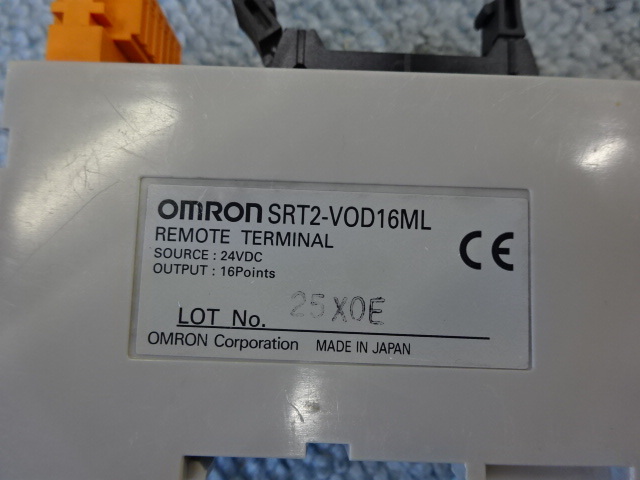 OMRON SRT2-VOD16ML
REMOTE TERMINAL
SOURCE : 24VDC
OUTPUT : 16Points
CE
LOT No. 25X0E
OMRON Corporation MADE IN JAPAN